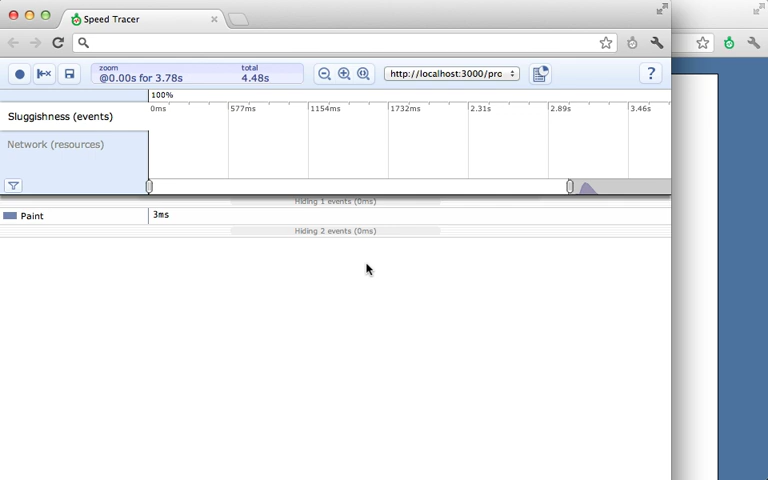 Speed Tracer
zoom
@0.00s for 3.78s
total
4.48s
http://localhost:3000/pro
?
100%
Sluggishness (events)
0ms 577ms 1154ms 1732ms 2.31s 2.89s 3.46s
Network (resources)
Hiding 1 events (0ms)
Paint 3ms
Hiding 2 events (0ms)